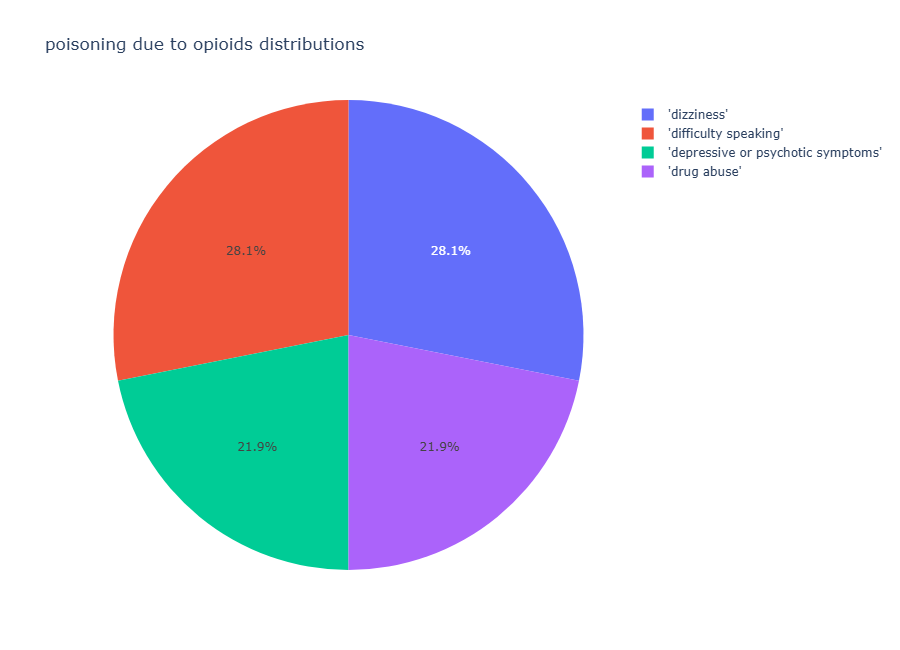 poisoning due to opioids distributions
'dizziness'
'difficulty speaking'
'depressive or psychotic symptoms'
'drug abuse'
28.1%
28.1%
21.9%
21.9%